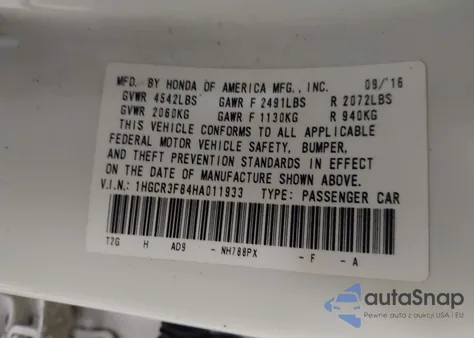 MFD. BY HONDA OF AMERICA MFG., INC. 09/16
GVWR 4542LBS GAWR F 2491LBS R 2072LBS
GVWR 2060KG GAWR F 1130KG R 940KG
THIS VEHICLE CONFORMS TO ALL APPLICABLE
FEDERAL MOTOR VEHICLE SAFETY, BUMPER,
AND THEFT PREVENTION STANDARDS IN EFFECT
ON THE DATE OF MANUFACTURE SHOWN ABOVE.
V.I.N.: 1HGCR3F84HA011933 TYPE: PASSENGER CAR
T2G H AD9 - NH788PX - F - A
autoSnap
Pewne auta z aukcji USA i EU